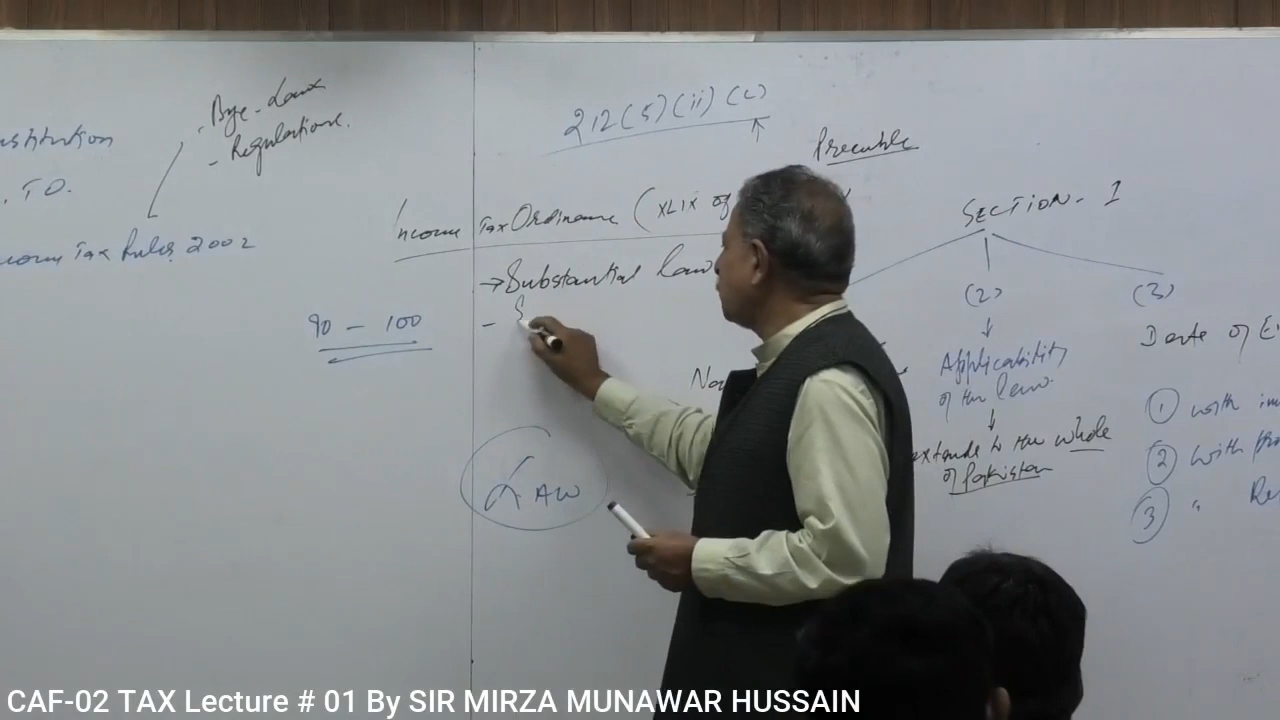 Bye-Laws
- Regulations.
I.TO.
Income Tax Rules, 2002
90 - 100
212(5)(ii)(c)
Income Tax Ordinance (XLIX of
→ Substantial law
- S
LAW
Preamble
SECTION - 1
(2)
Applicability
of the law.
extends to the whole
of Pakistan
(3)
Date of E
1 with im
2 with pro
3 " Re
CAF-02 TAX Lecture # 01 By SIR MIRZA MUNAWAR HUSSAIN